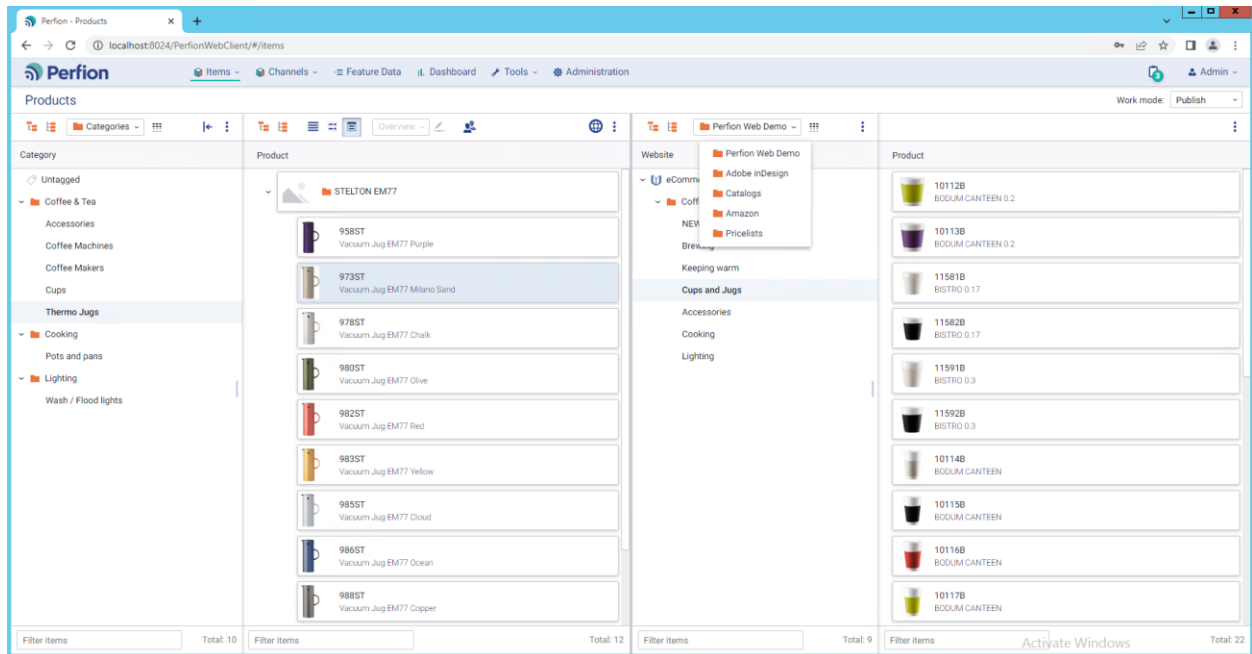 Perfion - Products
localhost:8024/PerfionWebClient/#/items
Perfion
Items
Channels
Feature Data
Dashboard
Tools
Administration
3
Admin
Products
Work mode: Publish
Categories
Overview
Perfion Web Demo
Category
Product
Website
Product
Untagged
Coffee & Tea
Accessories
Coffee Machines
Coffee Makers
Cups
Thermo Jugs
Cooking
Pots and pans
Lighting
Wash / Flood lights
STELTON EM77
958ST
Vacuum Jug EM77 Purple
973ST
Vacuum Jug EM77 Milano Sand
978ST
Vacuum Jug EM77 Chalk
980ST
Vacuum Jug EM77 Olive
982ST
Vacuum Jug EM77 Red
983ST
Vacuum Jug EM77 Yellow
985ST
Vacuum Jug EM77 Cloud
986ST
Vacuum Jug EM77 Ocean
988ST
Vacuum Jug EM77 Copper
Perfion Web Demo
Adobe inDesign
Catalogs
Amazon
Pricelists
eComm
Coff
NEW
Brewing
Keeping warm
Cups and Jugs
Accessories
Cooking
Lighting
10112B
BODUM CANTEEN 0.2
10113B
BODUM CANTEEN 0.2
11581B
BISTRO 0.17
11582B
BISTRO 0.17
11591B
BISTRO 0.3
11592B
BISTRO 0.3
10114B
BODUM CANTEEN
10115B
BODUM CANTEEN
10116B
BODUM CANTEEN
10117B
BODUM CANTEEN
Filter items
Total: 10
Filter items
Total: 12
Filter items
Total: 9
Filter items
Total: 22
Activate Windows